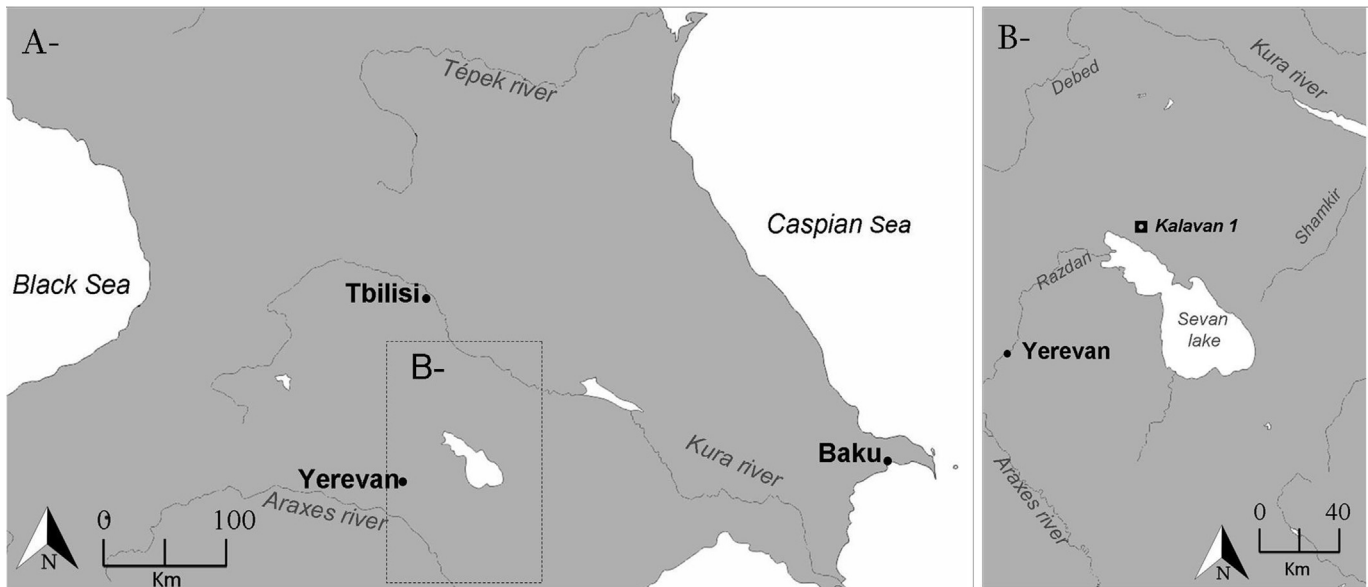 A-
Tépek river
Black Sea
Caspian Sea
Tbilisi
B-
Yerevan
Araxes river
Kura river
Baku
N
0 100
Km
B-
Debed
Kura river
Shamkir
Kalavan 1
Razdan
Sevan
lake
Yerevan
Araxes river
N
0 40
Km